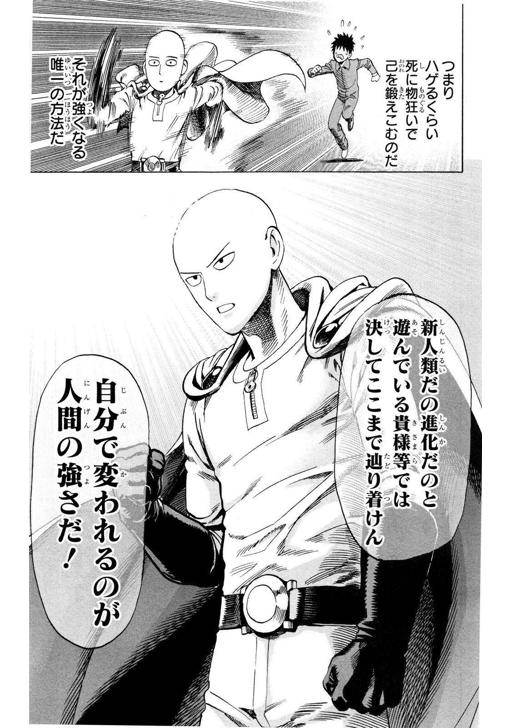 つまり
ハゲるくらい
死に物狂いで
己を鍛えこむのだ
それが強くなる
唯一の方法だ
新人類だの進化だのと
遊んでいる貴様等では
決してここまで辿り着けん
自分で変われるのが
人間の強さだ!